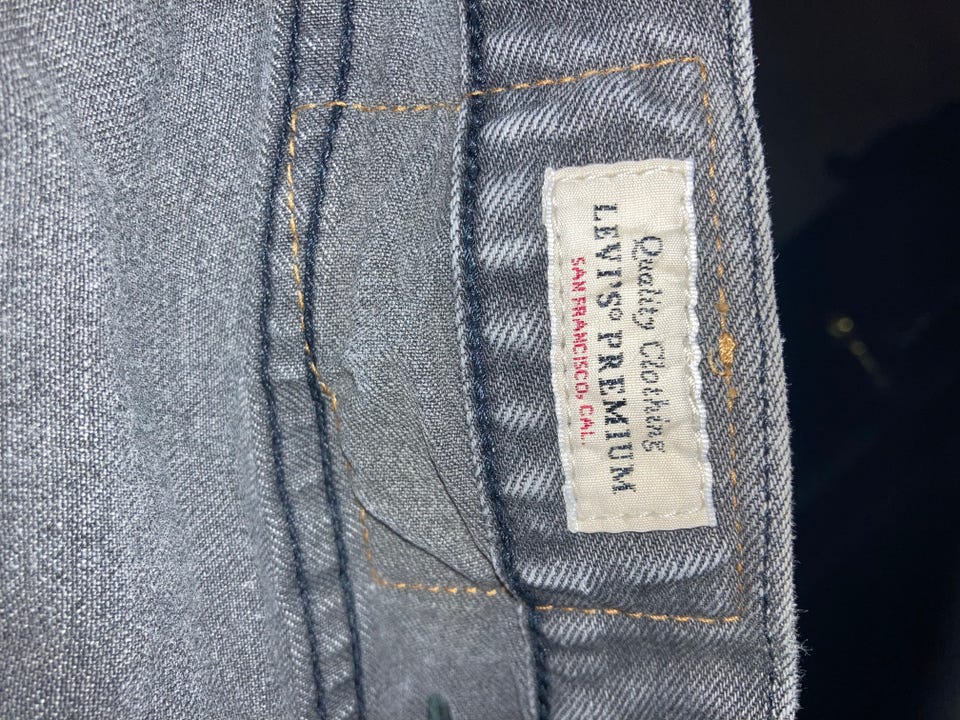 Quality Clothing
LEVI'S® PREMIUM
SAN FRANCISCO, CAL.